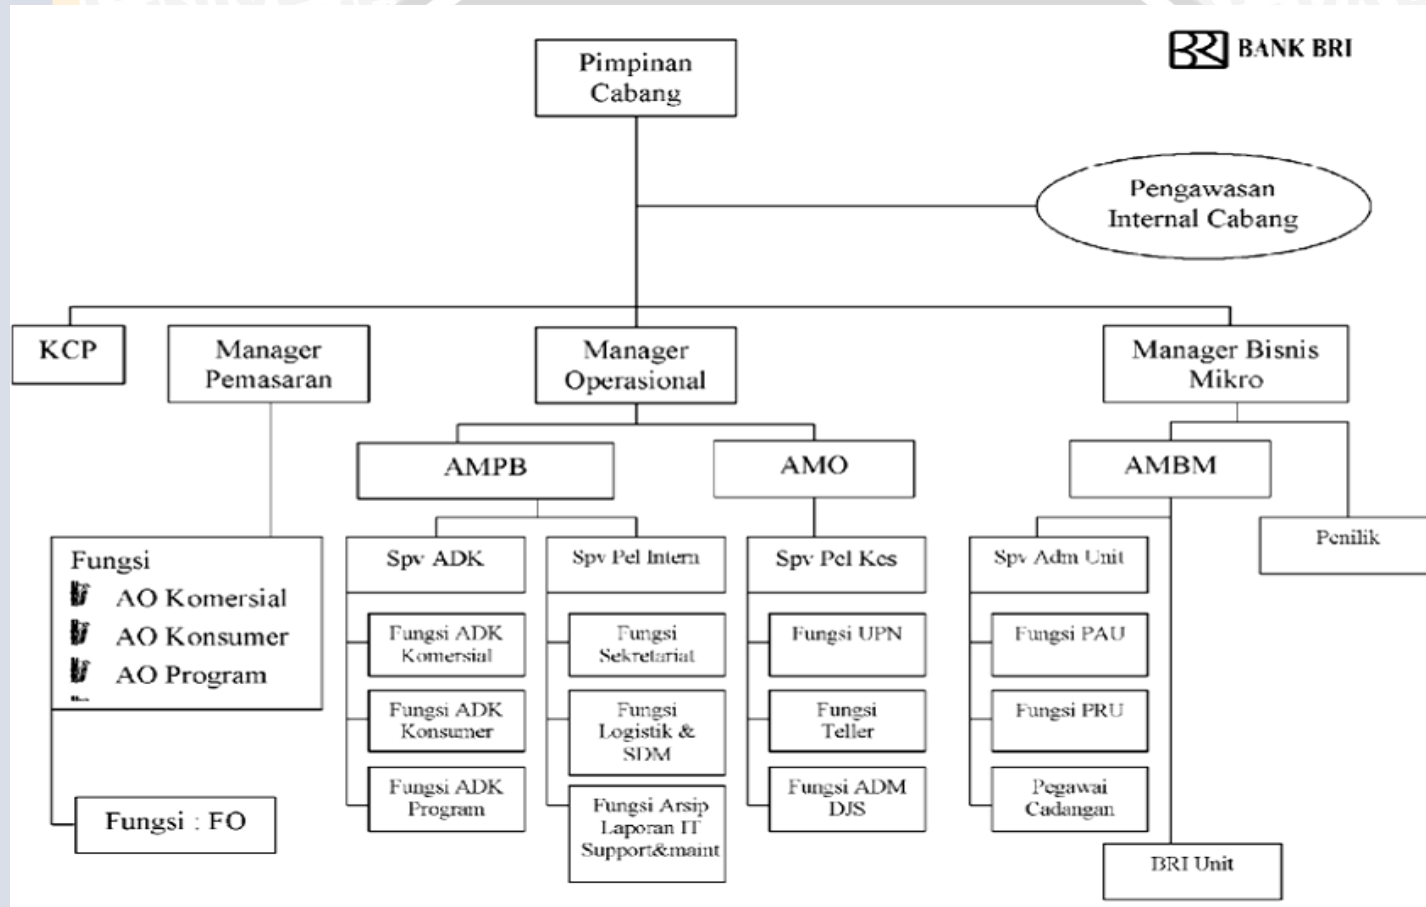 BANK BRI
Pimpinan
Cabang
Pengawasan
Internal Cabang
KCP
Manager
Pemasaran
Manager
Operasional
Manager Bisnis
Mikro
AMPB
AMO
AMBM
Penilik
Fungsi
AO Komersial
AO Konsumer
AO Program
Fungsi : FO
Spv ADK
Fungsi ADK
Komersial
Fungsi ADK
Konsumer
Fungsi ADK
Program
Spv Pel Intern
Fungsi
Sekretariat
Fungsi
Logistik &
SDM
Fungsi Arsip
Laporan IT
Support&maint
Spv Pel Kes
Fungsi UPN
Fungsi
Teller
Fungsi ADM
DJS
Spv Adm Unit
Fungsi PAU
Fungsi PRU
Pegawai
Cadangan
BRI Unit